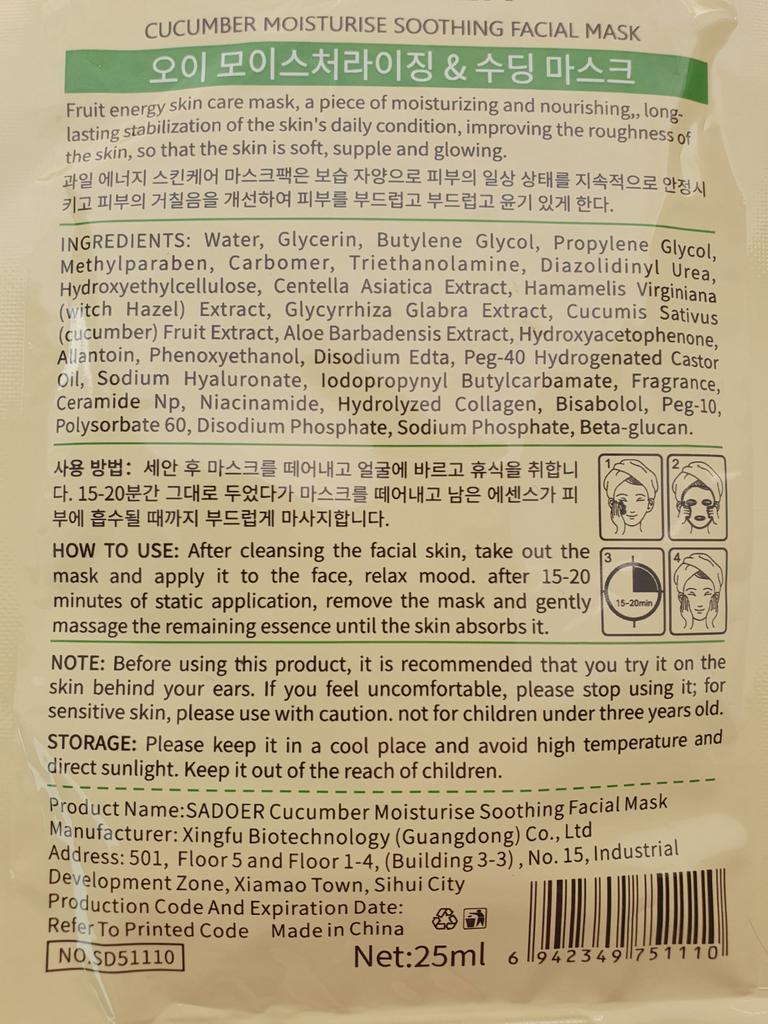 CUCUMBER MOISTURISE SOOTHING FACIAL MASK
오이 모이스처라이징 & 수딩 마스크
Fruit energy skin care mask, a piece of moisturizing and nourishing,, long-
lasting stabilization of the skin's daily condition, improving the roughness of
the skin, so that the skin is soft, supple and glowing.
과일 에너지 스킨케어 마스크팩은 보습 자양으로 피부의 일상 상태를 지속적으로 안정시
키고 피부의 거칠음을 개선하여 피부를 부드럽고 부드럽고 윤기 있게 한다.
INGREDIENTS: Water, Glycerin, Butylene Glycol, Propylene Glycol,
Methylparaben, Carbomer, Triethanolamine, Diazolidinyl Urea,
Hydroxyethylcellulose, Centella Asiatica Extract, Hamamelis Virginiana
(witch Hazel) Extract, Glycyrrhiza Glabra Extract, Cucumis Sativus
(cucumber) Fruit Extract, Aloe Barbadensis Extract, Hydroxyacetophenone,
Allantoin, Phenoxyethanol, Disodium Edta, Peg-40 Hydrogenated Castor
Oil, Sodium Hyaluronate, Iodopropynyl Butylcarbamate, Fragrance,
Ceramide Np, Niacinamide, Hydrolyzed Collagen, Bisabolol, Peg-10,
Polysorbate 60, Disodium Phosphate, Sodium Phosphate, Beta-glucan.
사용 방법: 세안 후 마스크를 떼어내고 얼굴에 바르고 휴식을 취합니
다. 15-20분간 그대로 두었다가 마스크를 떼어내고 남은 에센스가 피
부에 흡수될 때까지 부드럽게 마사지합니다.
HOW TO USE: After cleansing the facial skin, take out the
mask and apply it to the face, relax mood. after 15-20
minutes of static application, remove the mask and gently
massage the remaining essence until the skin absorbs it.
1 2
3 4
15-20min
NOTE: Before using this product, it is recommended that you try it on the
skin behind your ears. If you feel uncomfortable, please stop using it; for
sensitive skin, please use with caution. not for children under three years old.
STORAGE: Please keep it in a cool place and avoid high temperature and
direct sunlight. Keep it out of the reach of children.
Product Name:SADOER Cucumber Moisturise Soothing Facial Mask
Manufacturer: Xingfu Biotechnology (Guangdong) Co., Ltd
Address: 501, Floor 5 and Floor 1-4, (Building 3-3) , No. 15, Industrial
Development Zone, Xiamao Town, Sihui City
Production Code And Expiration Date:
Refer To Printed Code Made in China
NO.SD51110
Net:25ml
6 942349 751110